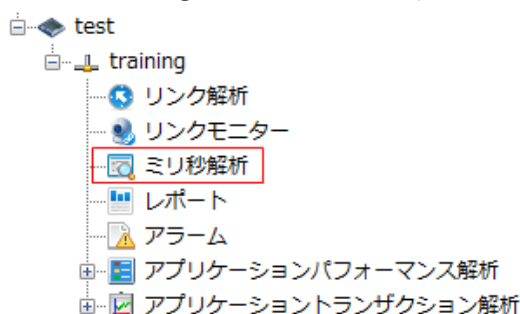 test
training
リンク解析
リンクモニター
ミリ秒解析
レポート
アラーム
アプリケーションパフォーマンス解析
アプリケーショントランザクション解析